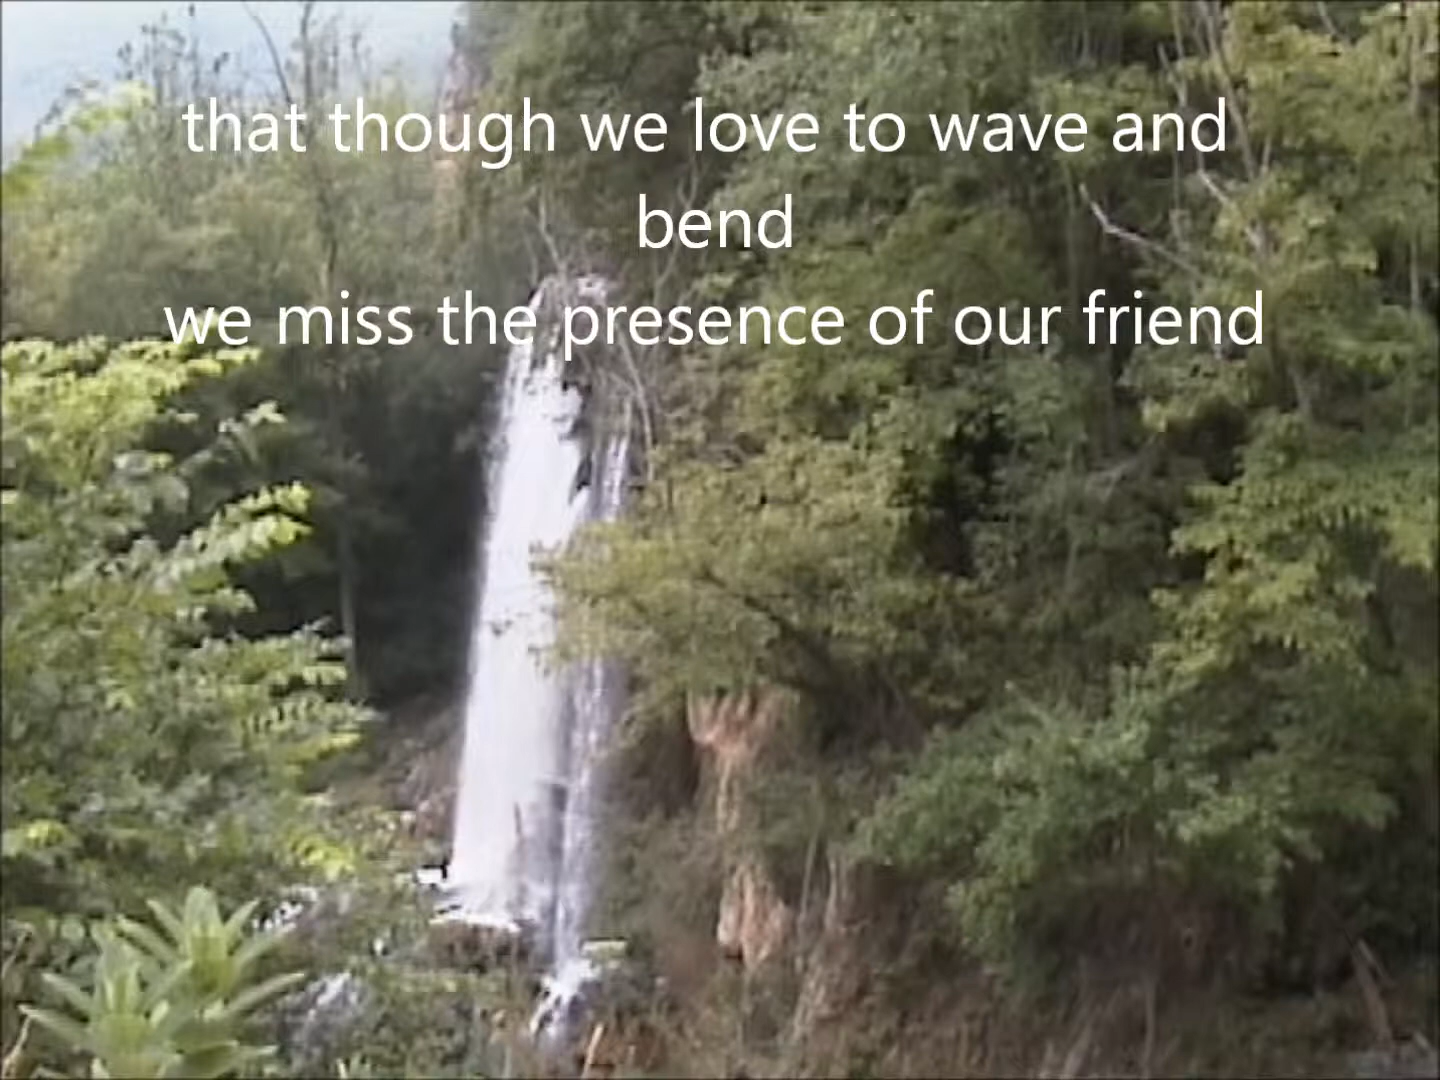 that though we love to wave and
bend
we miss the presence of our friend